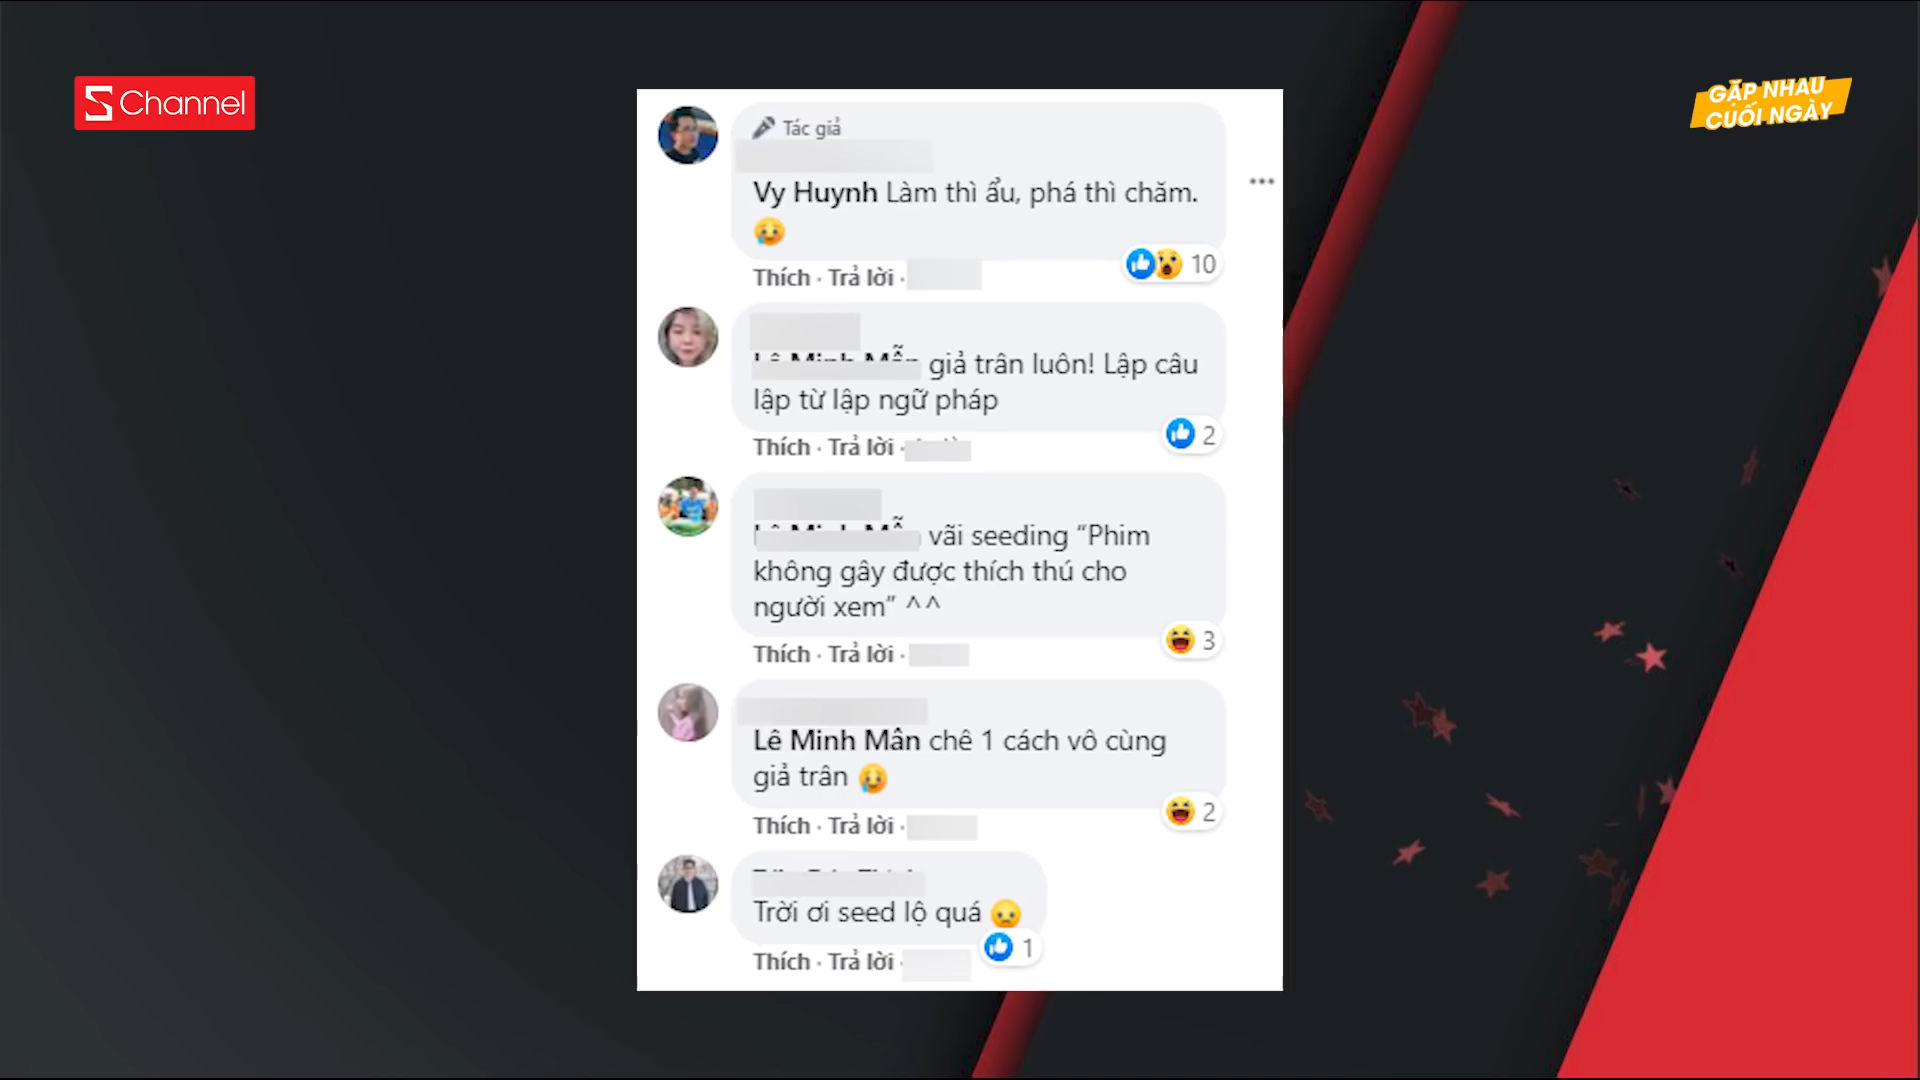 S Channel
GẶP NHAU
CUỐI NGÀY
Tác giả
Vy Huynh Làm thì ẩu, phá thì chăm.
Thích · Trả lời ·
10
giả trân luôn! Lập câu
lập từ lập ngữ pháp
Thích · Trả lời ·
2
vãi seeding “Phim
không gây được thích thú cho
người xem” ^^
Thích · Trả lời ·
3
Lê Minh Mân chê 1 cách vô cùng
giả trân
Thích · Trả lời ·
2
Trời ơi seed lộ quá
Thích · Trả lời ·
1